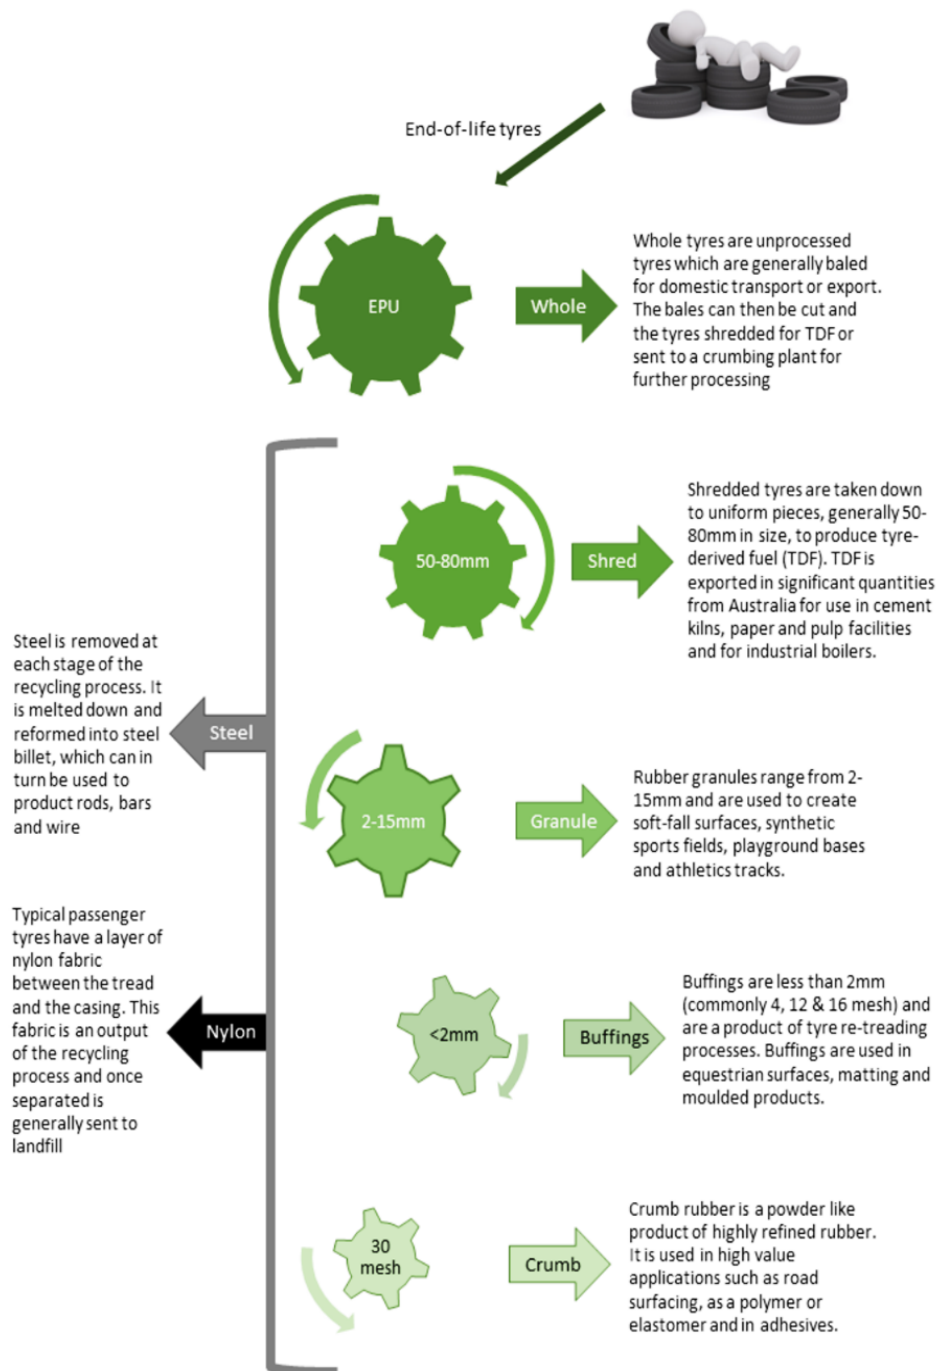 End-of-life tyres
EPU
Whole
Whole tyres are unprocessed
tyres which are generally baled
for domestic transport or export.
The bales can then be cut and
the tyres shredded for TDF or
sent to a crumbing plant for
further processing
50-80mm
Shred
Shredded tyres are taken down
to uniform pieces, generally 50-
80mm in size, to produce tyre-
derived fuel (TDF). TDF is
exported in significant quantities
from Australia for use in cement
kilns, paper and pulp facilities
and for industrial boilers.
Steel is removed at
each stage of the
recycling process. It
is melted down and
reformed into steel
billet, which can in
turn be used to
product rods, bars
and wire
Steel
2-15mm
Granule
Rubber granules range from 2-
15mm and are used to create
soft-fall surfaces, synthetic
sports fields, playground bases
and athletics tracks.
Typical passenger
tyres have a layer of
nylon fabric
between the tread
and the casing. This
fabric is an output
of the recycling
process and once
separated is
generally sent to
landfill
Nylon
<2mm
Buffings
Buffings are less than 2mm
(commonly 4, 12 & 16 mesh) and
are a product of tyre re-treading
processes. Buffings are used in
equestrian surfaces, matting and
moulded products.
30
mesh
Crumb
Crumb rubber is a powder like
product of highly refined rubber.
It is used in high value
applications such as road
surfacing, as a polymer or
elastomer and in adhesives.